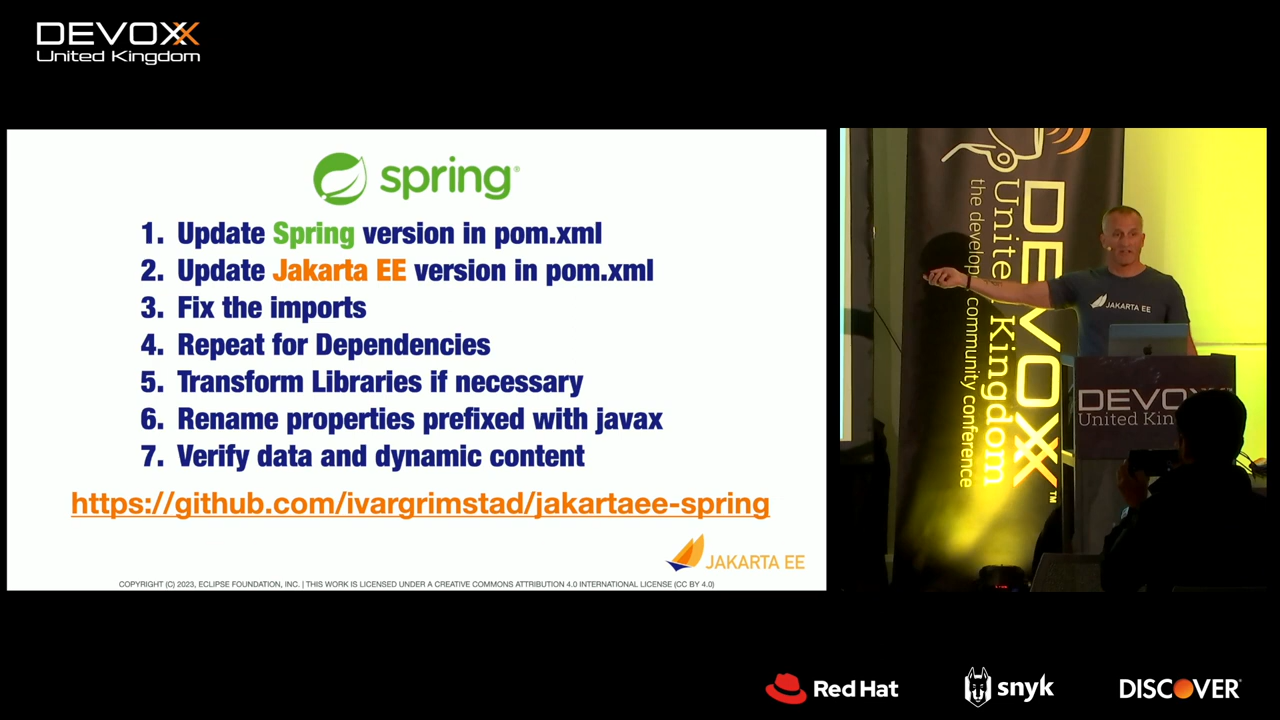 DEVOXX
United Kingdom
spring
1. Update Spring version in pom.xml
2. Update Jakarta EE version in pom.xml
3. Fix the imports
4. Repeat for Dependencies
5. Transform Libraries if necessary
6. Rename properties prefixed with javax
7. Verify data and dynamic content
https://github.com/ivargrimstad/jakartaee-spring
JAKARTA EE
COPYRIGHT (C) 2023, ECLIPSE FOUNDATION, INC. | THIS WORK IS LICENSED UNDER A CREATIVE COMMONS ATTRIBUTION 4.0 INTERNATIONAL LICENSE (CC BY 4.0)
DEVOXX™
United Kingdom
the developer community conference
JAKARTA EE
DEVOXX
United Kin
Red Hat
snyk
DISCOVER